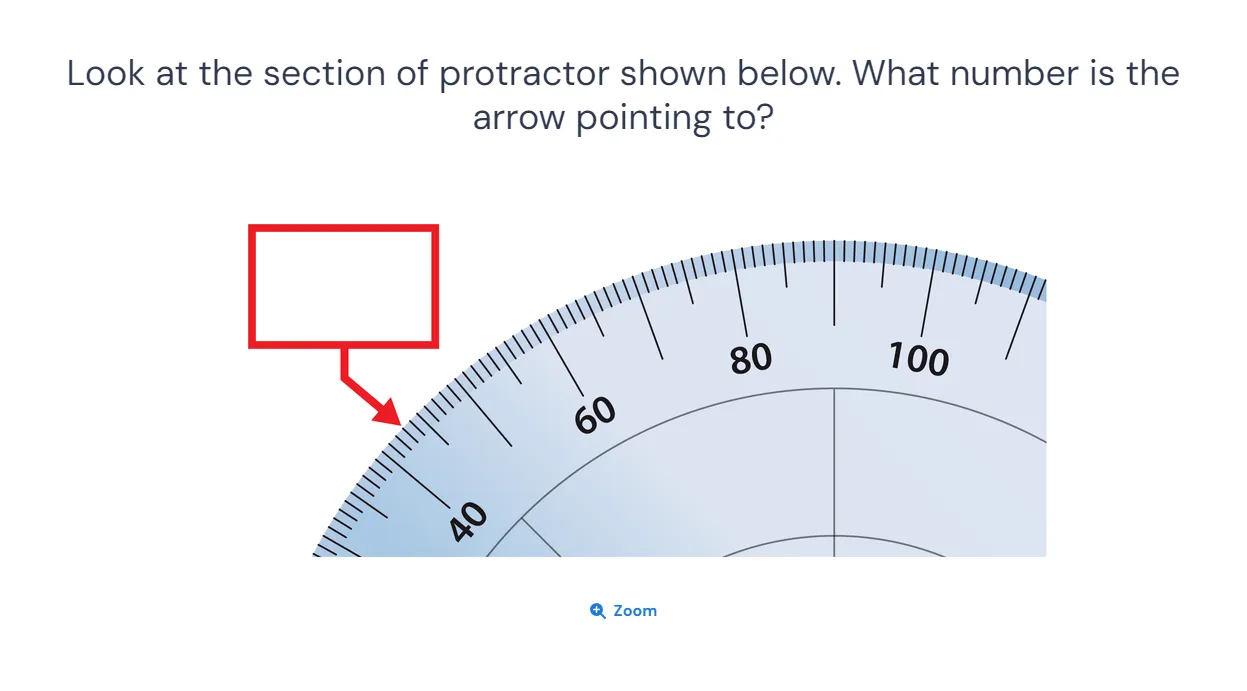 Look at the section of protractor shown below. What number is the
arrow pointing to?
80
100
60
40
Zoom